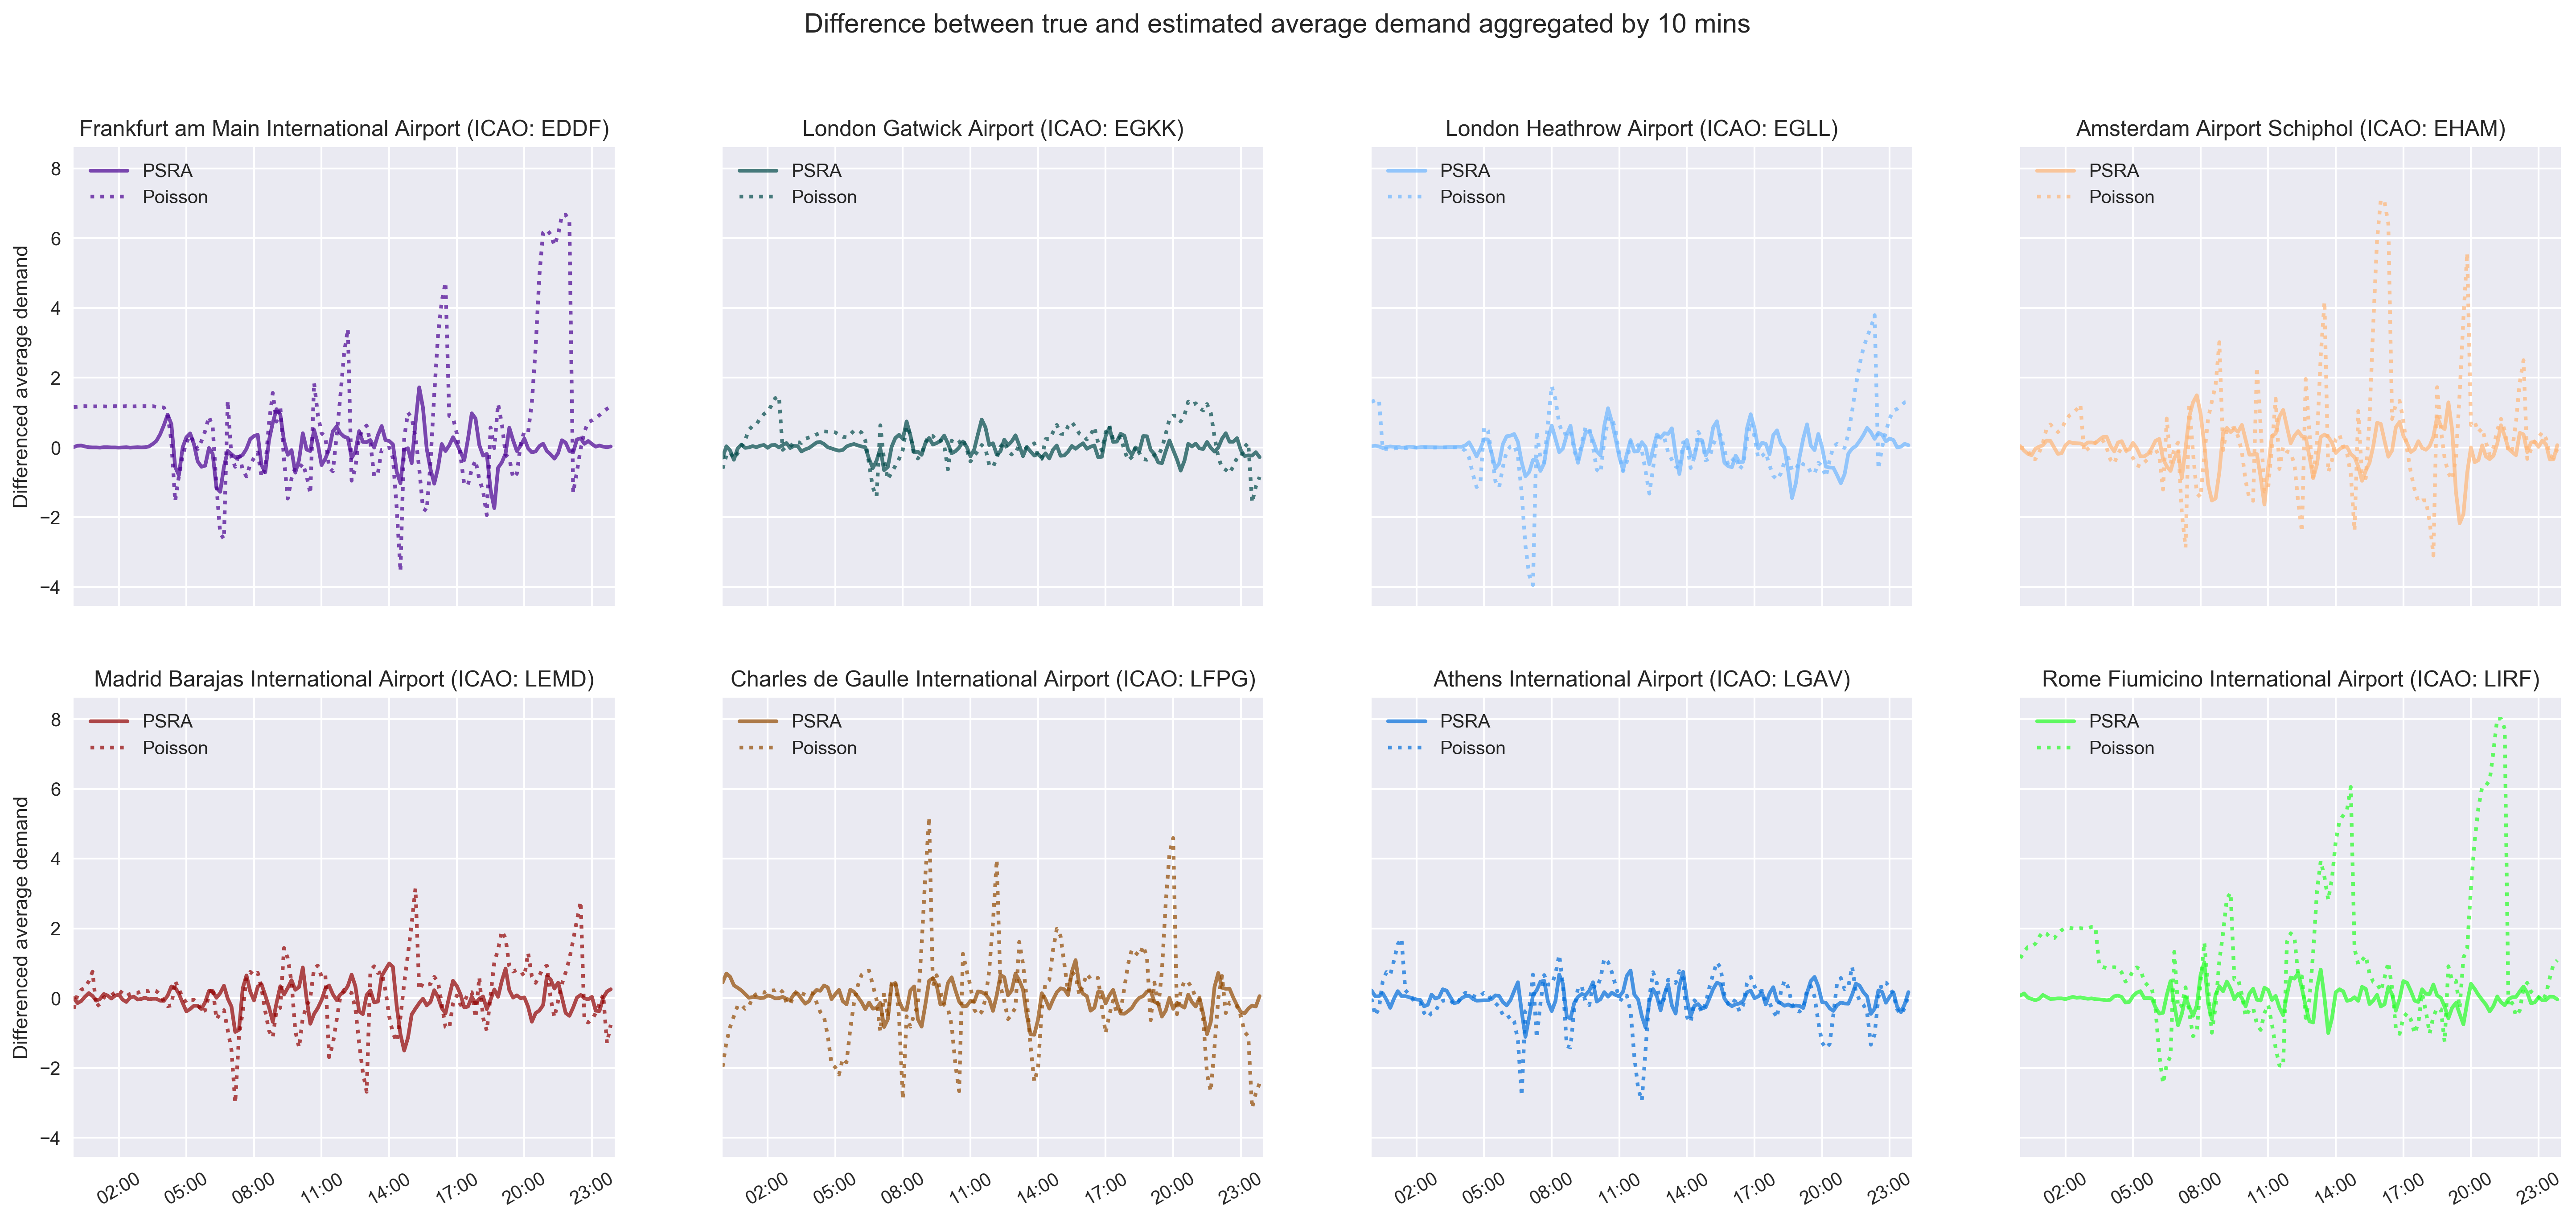 Difference between true and estimated average demand aggregated by 10 mins
Frankfurt am Main International Airport (ICAO: EDDF)
London Gatwick Airport (ICAO: EGKK)
London Heathrow Airport (ICAO: EGLL)
Amsterdam Airport Schiphol (ICAO: EHAM)
PSRA
Poisson
PSRA
Poisson
PSRA
Poisson
PSRA
Poisson
Differenced average demand
8
6
4
2
0
−2
−4
Madrid Barajas International Airport (ICAO: LEMD)
Charles de Gaulle International Airport (ICAO: LFPG)
Athens International Airport (ICAO: LGAV)
Rome Fiumicino International Airport (ICAO: LIRF)
PSRA
Poisson
PSRA
Poisson
PSRA
Poisson
PSRA
Poisson
Differenced average demand
8
6
4
2
0
−2
−4
02:00 05:00 08:00 11:00 14:00 17:00 20:00 23:00
02:00 05:00 08:00 11:00 14:00 17:00 20:00 23:00
02:00 05:00 08:00 11:00 14:00 17:00 20:00 23:00
02:00 05:00 08:00 11:00 14:00 17:00 20:00 23:00